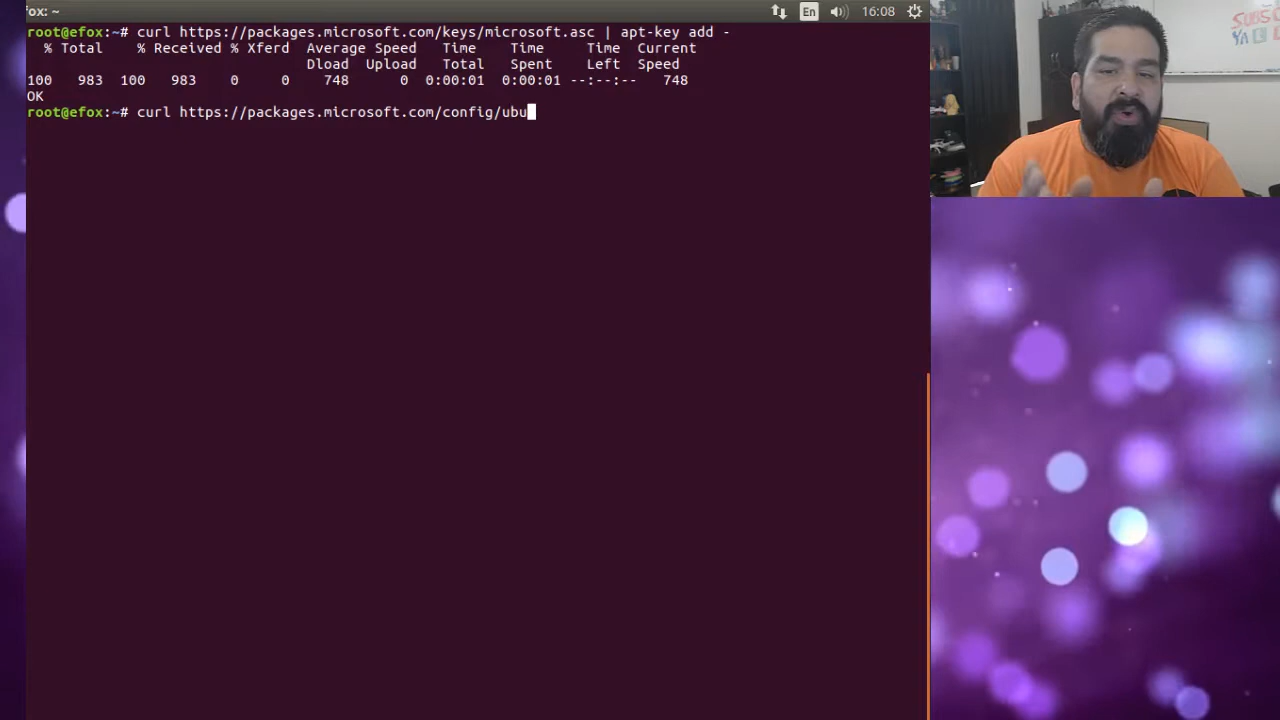 fox: ~
En
16:08
root@efox:~# curl https://packages.microsoft.com/keys/microsoft.asc | apt-key add -
% Total % Received % Xferd Average Speed Time Time Time Current
Dload Upload Total Spent Left Speed
100 983 100 983 0 0 748 0 0:00:01 0:00:01 --:--:-- 748
OK
root@efox:~# curl https://packages.microsoft.com/config/ubu